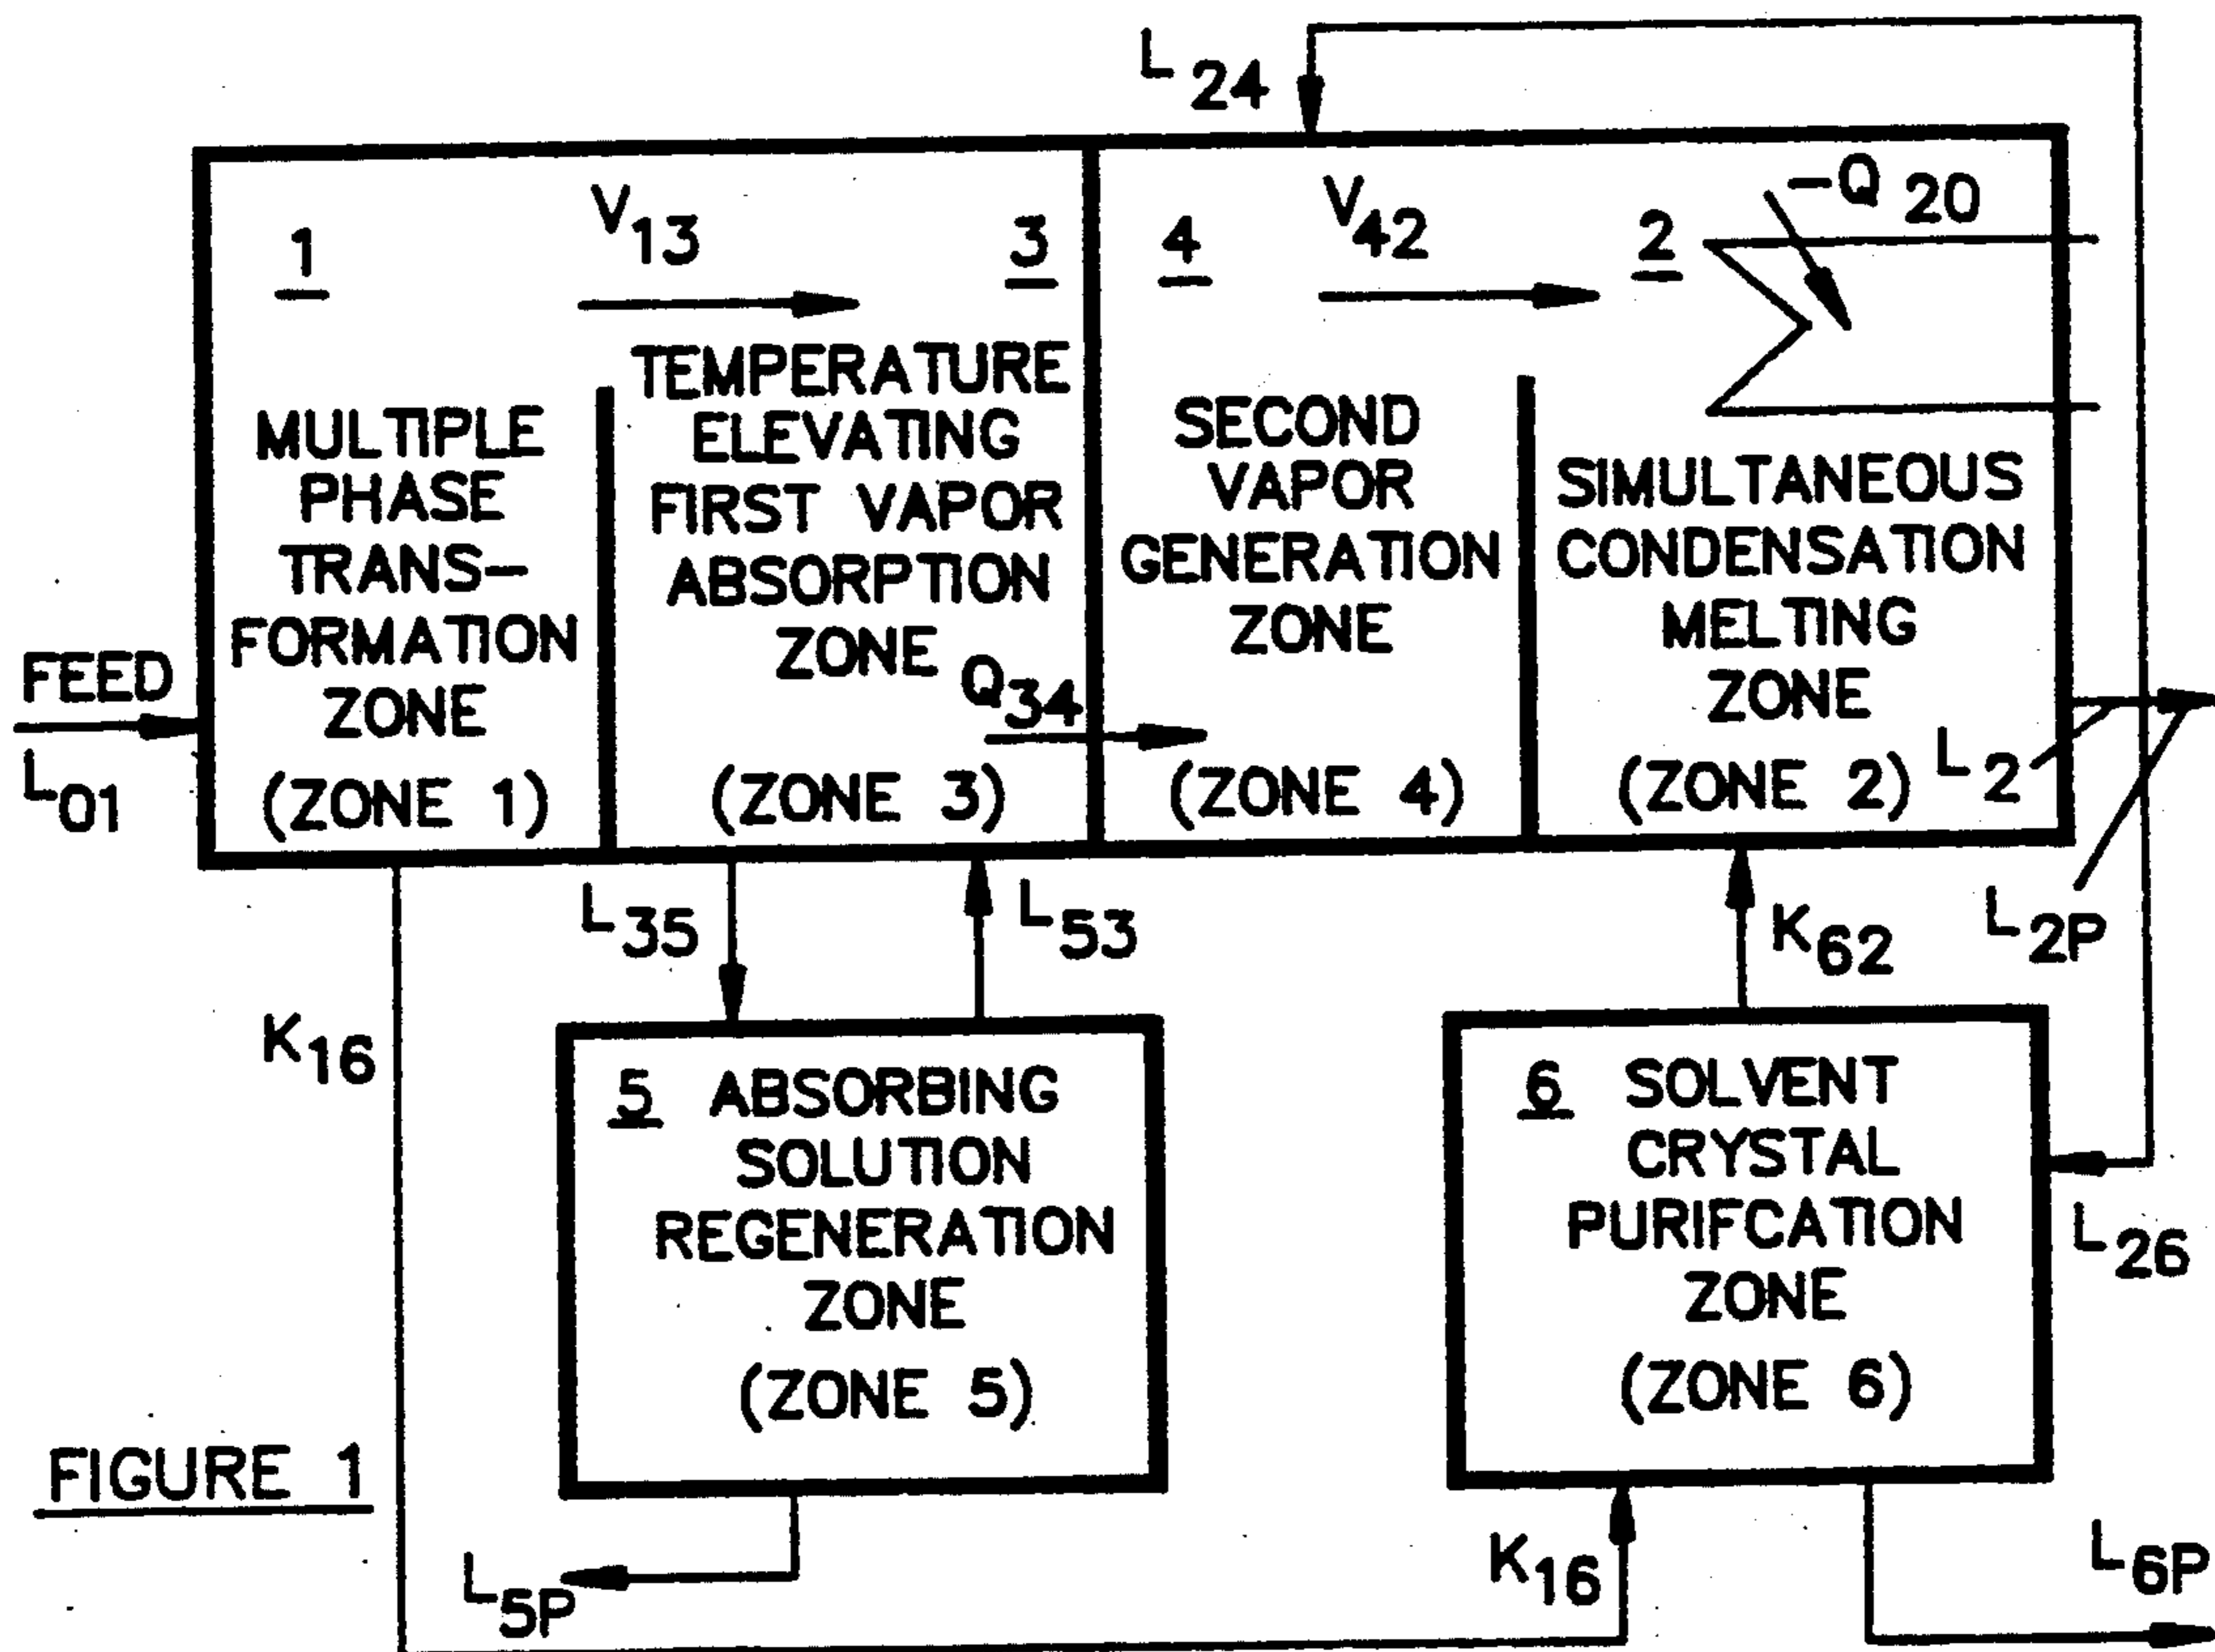 L24
1
V13
3
4
V42
2
-Q 20
MULTIPLE
PHASE
TRANS-
FORMATION
ZONE
(ZONE 1)
TEMPERATURE
ELEVATING
FIRST VAPOR
ABSORPTION
ZONE
(ZONE 3)
Q34
SECOND
VAPOR
GENERATION
ZONE
(ZONE 4)
SIMULTANEOUS
CONDENSATION
MELTING
ZONE
(ZONE 2)
FEED
L01
L2
L2P
L35
L53
K62
K16
5 ABSORBING
SOLUTION
REGENERATION
ZONE
(ZONE 5)
6 SOLVENT
CRYSTAL
PURIFCATION
ZONE
(ZONE 6)
L26
FIGURE 1
L5P
K16
L6P